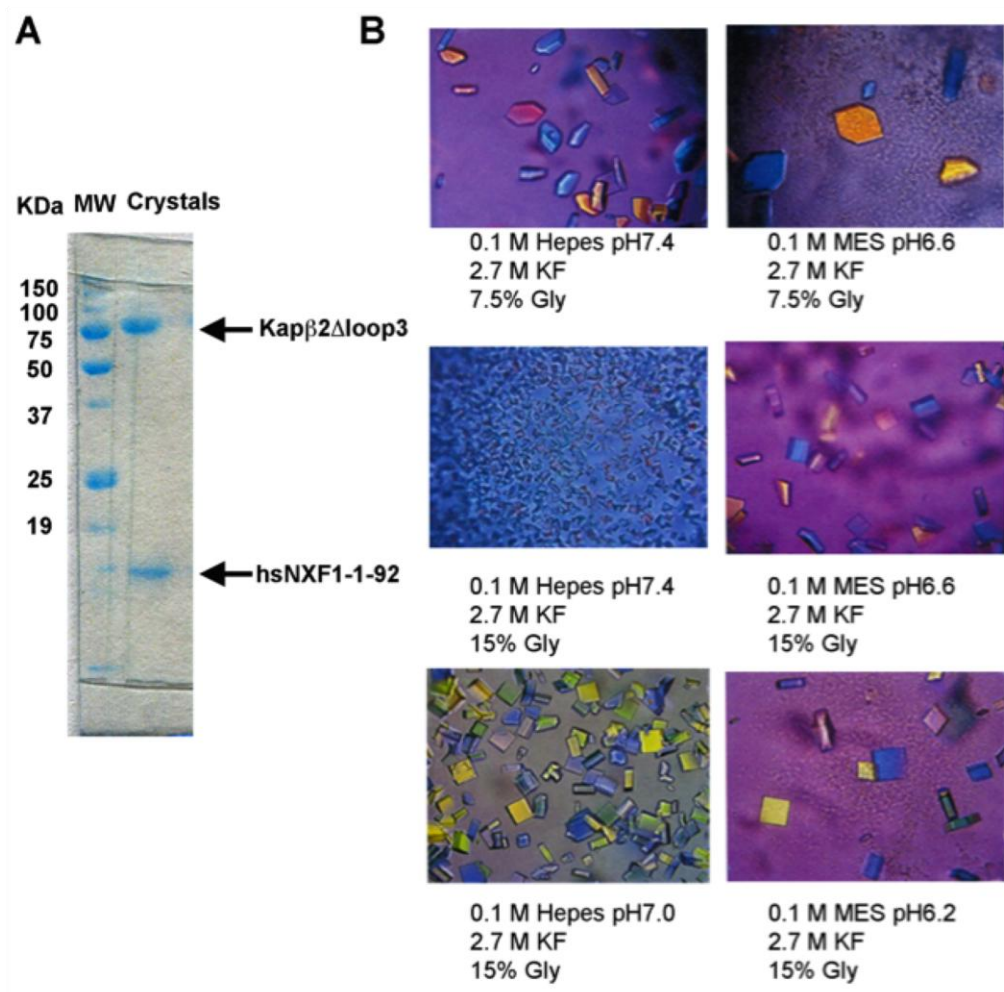 A
B
KDa MW Crystals
150
100
75
50
37
25
19
Kapβ2Δloop3
hsNXF1-1-92
0.1 M Hepes pH7.4
2.7 M KF
7.5% Gly
0.1 M MES pH6.6
2.7 M KF
7.5% Gly
0.1 M Hepes pH7.4
2.7 M KF
15% Gly
0.1 M MES pH6.6
2.7 M KF
15% Gly
0.1 M Hepes pH7.0
2.7 M KF
15% Gly
0.1 M MES pH6.2
2.7 M KF
15% Gly